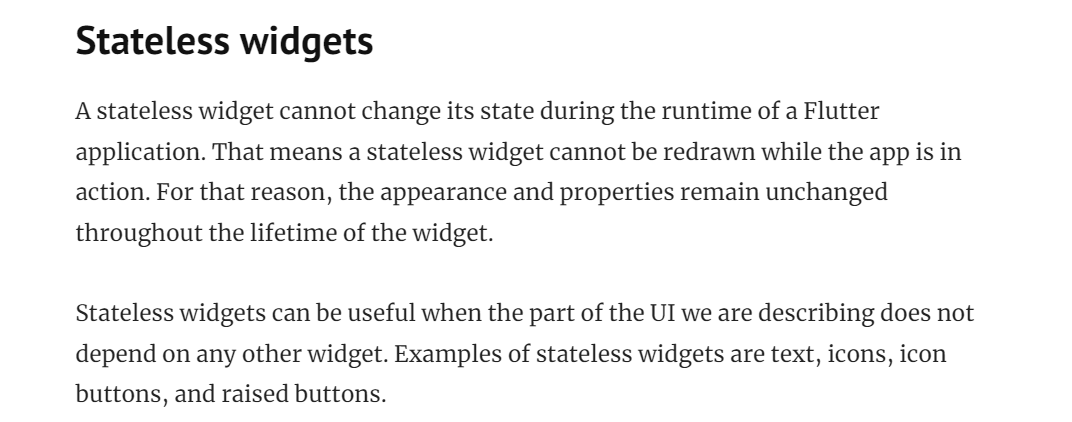 Stateless widgets
A stateless widget cannot change its state during the runtime of a Flutter
application. That means a stateless widget cannot be redrawn while the app is in
action. For that reason, the appearance and properties remain unchanged
throughout the lifetime of the widget.
Stateless widgets can be useful when the part of the UI we are describing does not
depend on any other widget. Examples of stateless widgets are text, icons, icon
buttons, and raised buttons.